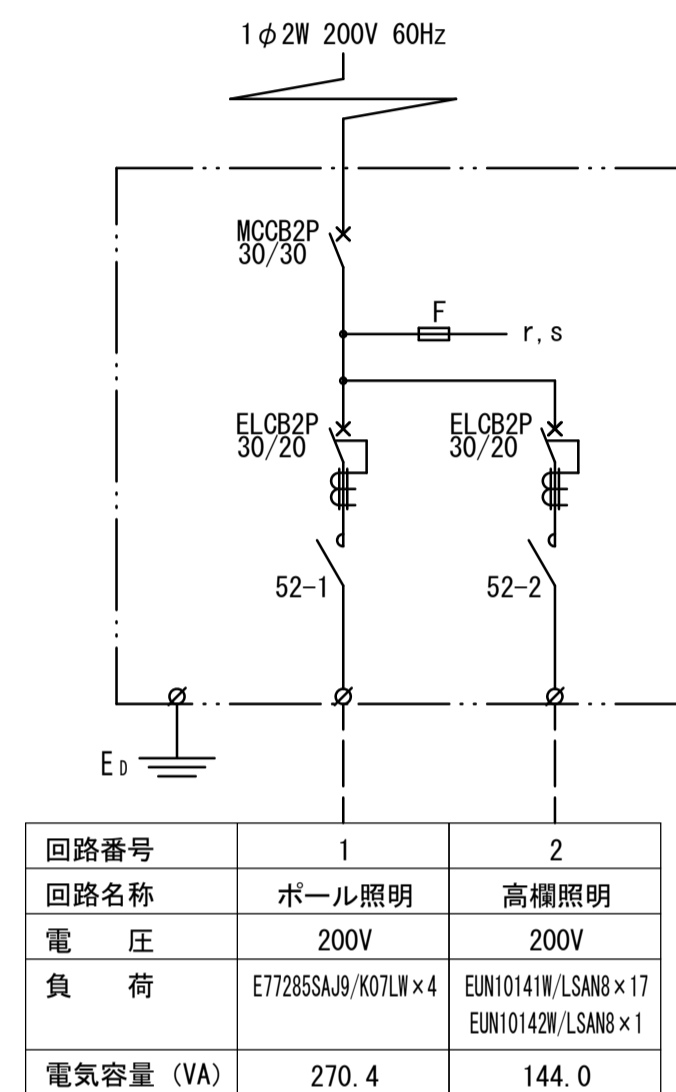 1φ2W 200V 60Hz
MCCB2P
30/30
F
r,s
ELCB2P
30/20
ELCB2P
30/20
52-1
52-2
ED
回路番号 1 2
回路名称 ポール照明 高欄照明
電 圧 200V 200V
負 荷 E77285SAJ9/K07LW×4 EUN10141W/LSAN8×17
EUN10142W/LSAN8×1
電気容量 (VA) 270.4 144.0